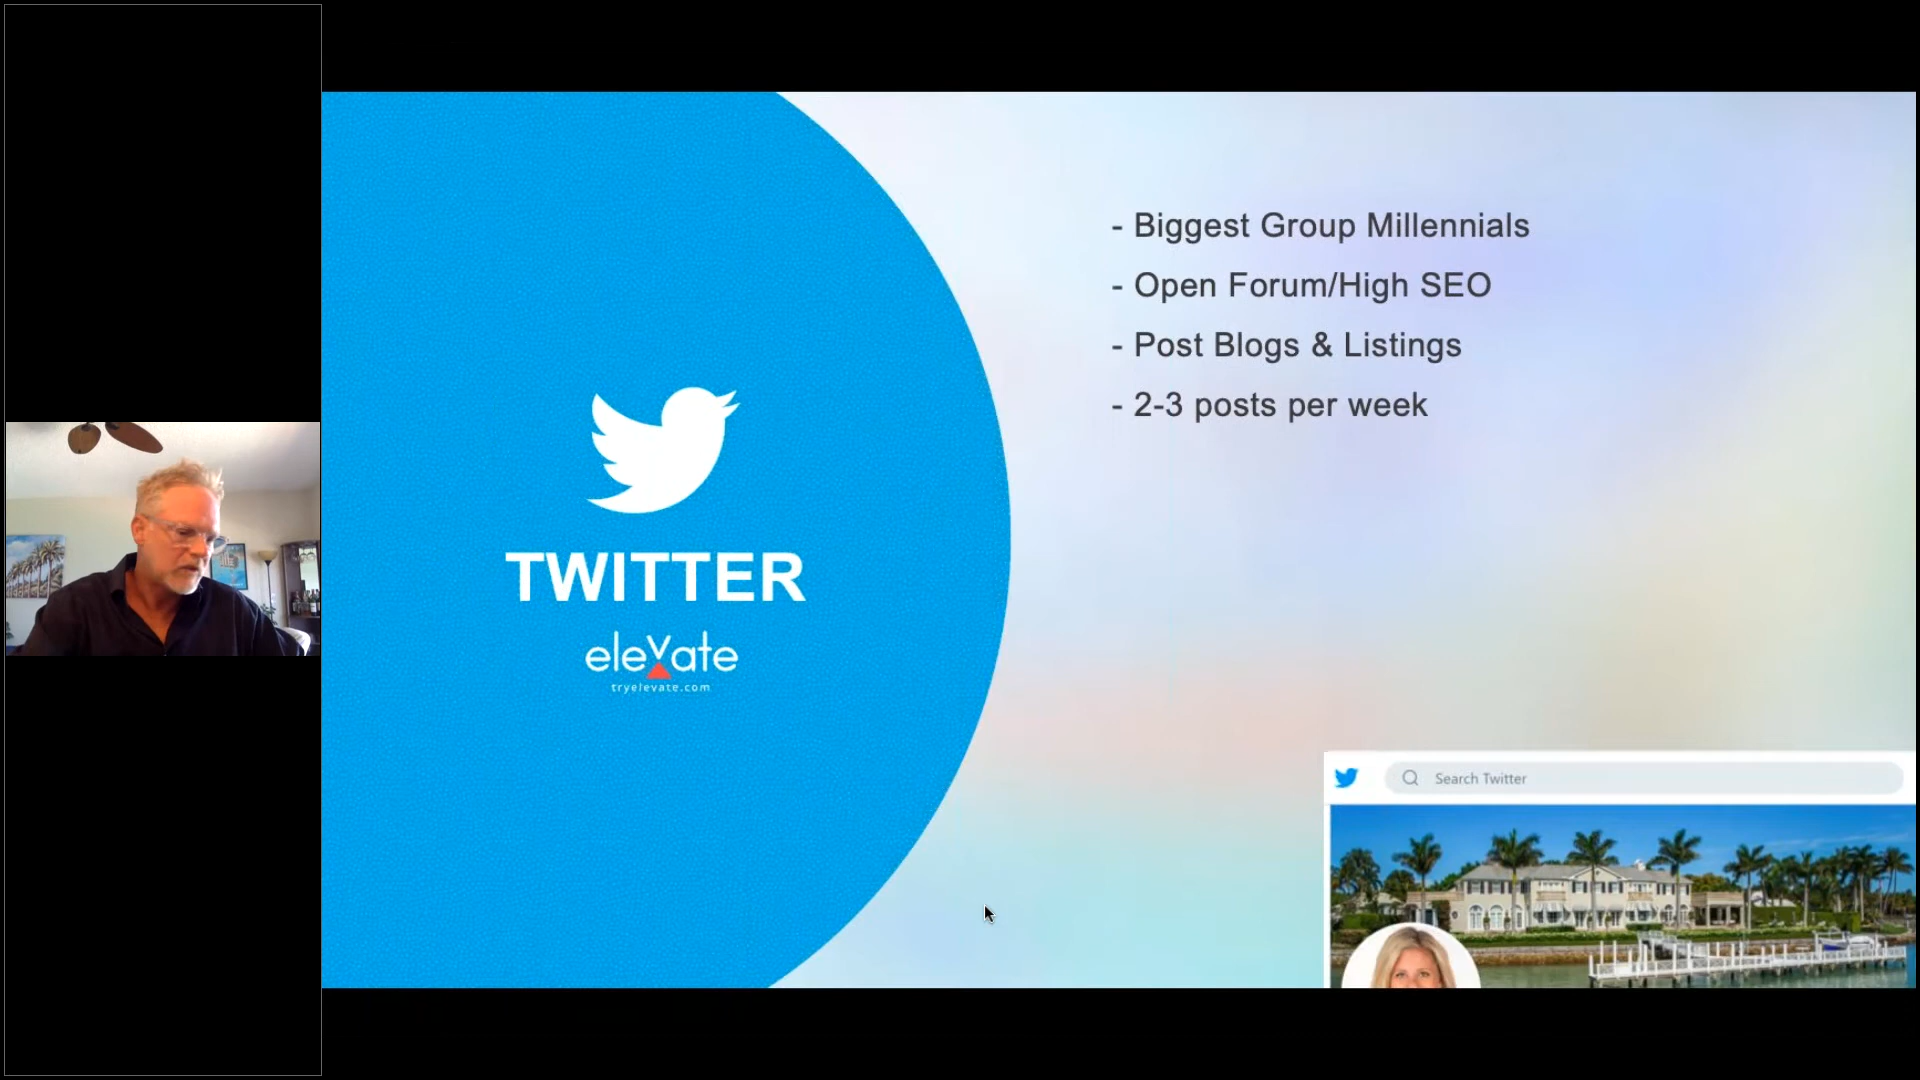 - Biggest Group Millennials
- Open Forum/High SEO
- Post Blogs & Listings
- 2-3 posts per week
TWITTER
elevate
tryelevate.com
Search Twitter